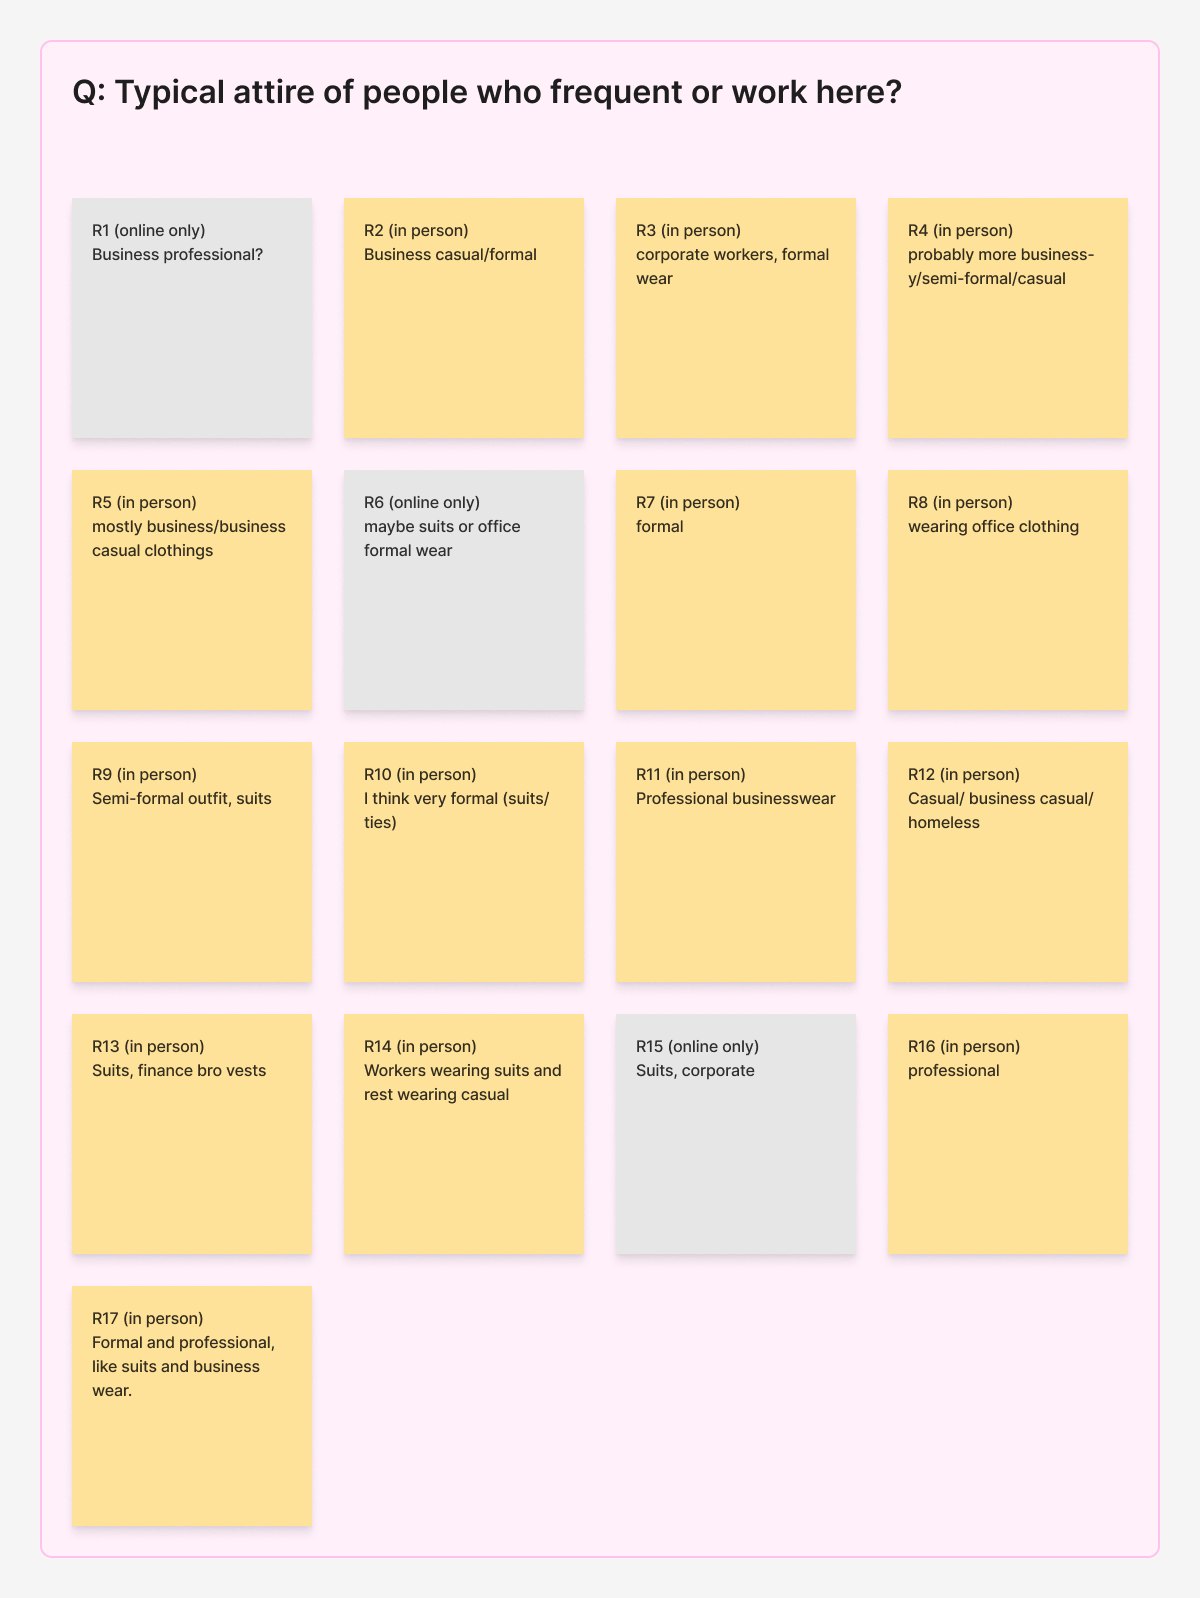 Q: Typical attire of people who frequent or work here?
R1 (online only)
Business professional?
R2 (in person)
Business casual/formal
R3 (in person)
corporate workers, formal
wear
R4 (in person)
probably more business-
y/semi-formal/casual
R5 (in person)
mostly business/business
casual clothings
R6 (online only)
maybe suits or office
formal wear
R7 (in person)
formal
R8 (in person)
wearing office clothing
R9 (in person)
Semi-formal outfit, suits
R10 (in person)
I think very formal (suits/
ties)
R11 (in person)
Professional businesswear
R12 (in person)
Casual/ business casual/
homeless
R13 (in person)
Suits, finance bro vests
R14 (in person)
Workers wearing suits and
rest wearing casual
R15 (online only)
Suits, corporate
R16 (in person)
professional
R17 (in person)
Formal and professional,
like suits and business
wear.